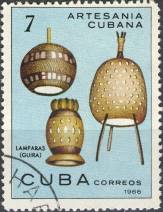 7 ARTESANIA
CUBANA
LAMPARAS
(GUIRA)
CUBA CORREOS
1966